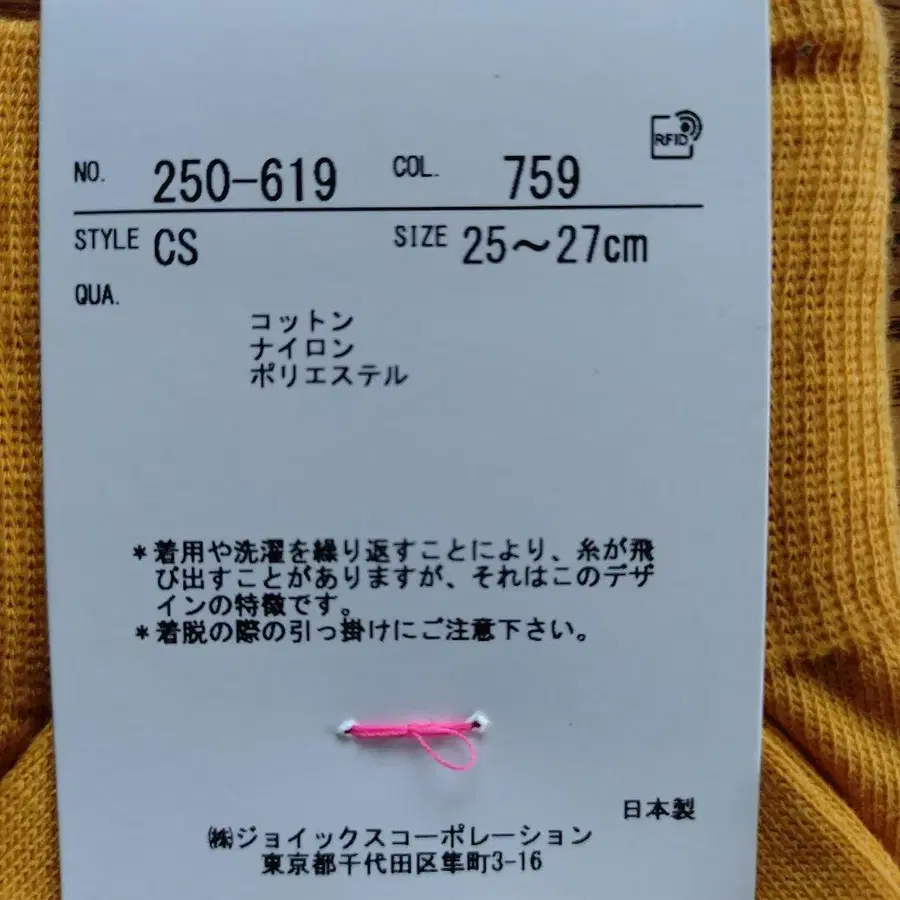 RFID
NO. 250-619 COL. 759
STYLE CS SIZE 25～27cm
QUA.
コットン
ナイロン
ポリエステル
*着用や洗濯を繰り返すことにより、糸が飛
び出すことがありますが、それはこのデザ
インの特徴です。
*着脱の際の引っ掛けにご注意下さい。
日本製
㈱ジョイックスコーポレーション
東京都千代田区隼町3-16